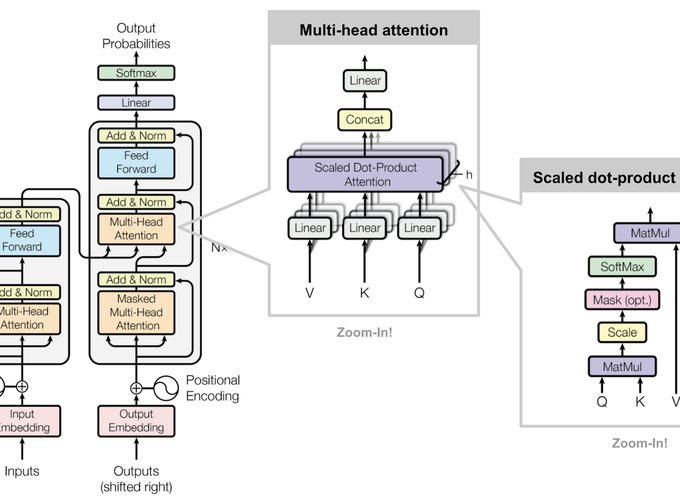 Output
Probabilities
Softmax
Linear
Add & Norm
Feed
Forward
Add & Norm
Multi-Head
Attention
Add & Norm
Masked
Multi-Head
Attention
Nx
Positional
Encoding
Output
Embedding
Outputs
(shifted right)
dd & Norm
Feed
Forward
dd & Norm
Multi-Head
Attention
Input
Embedding
Inputs
Multi-head attention
Linear
Concat
Scaled Dot-Product
Attention
h
Linear
Linear
Linear
V
K
Q
Zoom-In!
Scaled dot-product
MatMul
SoftMax
Mask (opt.)
Scale
MatMul
Q
K
V
Zoom-In!